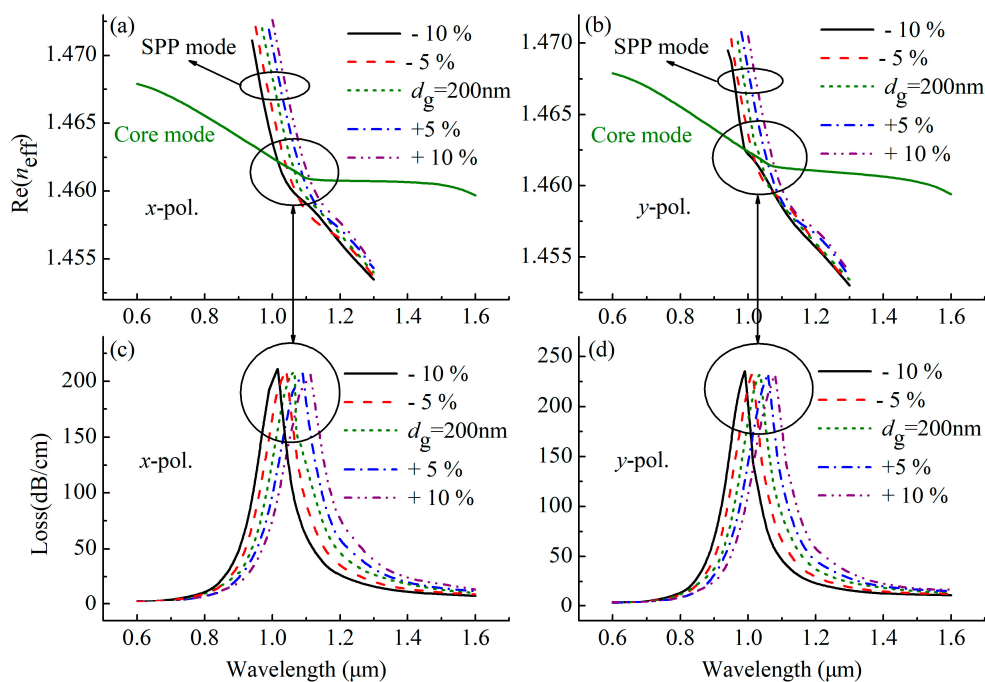 (a)
SPP mode
Core mode
x-pol.
- 10 %
- 5 %
dg=200nm
+5 %
+ 10 %
Re(neff)
1.470
1.465
1.460
1.455
0.6 0.8 1.0 1.2 1.4 1.6
(b)
SPP mode
Core mode
y-pol.
- 10 %
- 5 %
dg=200nm
+5 %
+ 10 %
1.470
1.465
1.460
1.455
0.6 0.8 1.0 1.2 1.4 1.6
(c)
x-pol.
- 10 %
- 5 %
dg=200nm
+ 5 %
+ 10 %
Loss(dB/cm)
200
150
100
50
0
0.6 0.8 1.0 1.2 1.4 1.6
Wavelength (μm)
(d)
y-pol.
- 10 %
- 5 %
dg=200nm
+5 %
+ 10 %
250
200
150
100
50
0
0.6 0.8 1.0 1.2 1.4 1.6
Wavelength (μm)